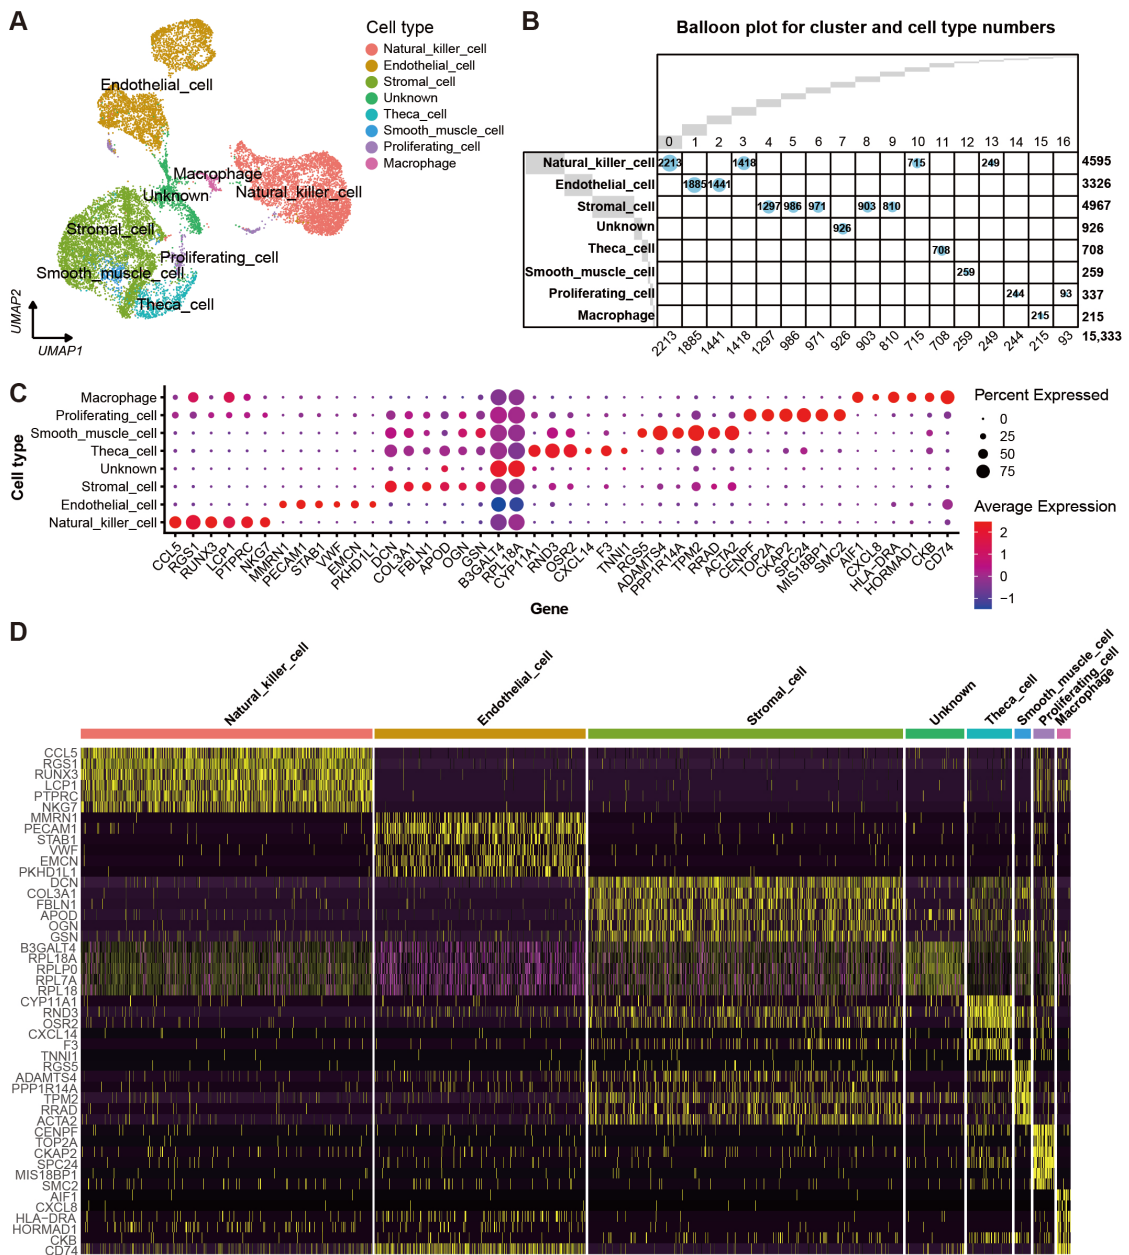 A
Cell type
Natural_killer_cell
Endothelial_cell
Stromal_cell
Unknown
Theca_cell
Smooth_muscle_cell
Proliferating_cell
Macrophage
Endothelial_cell
Macrophage
Natural_killer_cell
Unknown
Stromal_cell
Proliferating_cell
Smooth_muscle_cell
Theca_cell
UMAP2
UMAP1
B
Balloon plot for cluster and cell type numbers
0 1 2 3 4 5 6 7 8 9 10 11 12 13 14 15 16
Natural_killer_cell 2213 1418 715 249 4595
Endothelial_cell 1885 1441 3326
Stromal_cell 1297 986 971 903 810 4967
Unknown 926 926
Theca_cell 708 708
Smooth_muscle_cell 259 259
Proliferating_cell 244 93 337
Macrophage 215 215
2213 1885 1441 1418 1297 986 971 926 903 810 715 708 259 249 244 215 93 15,333
C
Cell type
Macrophage
Proliferating_cell
Smooth_muscle_cell
Theca_cell
Unknown
Stromal_cell
Endothelial_cell
Natural_killer_cell
CCL5 RGS1 RUNX3 LCP1 PTPRC NKG7 MMRN1 PECAM1 STAB1 VWF EMCN PKHD1L1 DCN COL3A1 FBLN1 APOD OGN GSN B3GALT4 RPL18A CYP11A1 RND3 OSR2 CXCL14 F3 TNNI1 RGS5 ADAMTS4 PPP1R14A TPM2 RRAD ACTA2 CENPF TOP2A CKAP2 SPC24 MIS18BP1 SMC2 AIF1 CXCL8 HLA−DRA HORMAD1 CKB CD74
Gene
Percent Expressed
0
25
50
75
Average Expression
2
1
0
−1
D
Natural_killer_cell Endothelial_cell Stromal_cell Unknown Theca_cell Smooth_muscle_cell Proliferating_cell Macrophage
CCL5
RGS1
RUNX3
LCP1
PTPRC
NKG7
MMRN1
PECAM1
STAB1
VWF
EMCN
PKHD1L1
DCN
COL3A1
FBLN1
APOD
OGN
GSN
B3GALT4
RPL18A
RPLP0
RPL7A
RPL18
CYP11A1
RND3
OSR2
CXCL14
F3
TNNI1
RGS5
ADAMTS4
PPP1R14A
TPM2
RRAD
ACTA2
CENPF
TOP2A
CKAP2
SPC24
MIS18BP1
SMC2
AIF1
CXCL8
HLA−DRA
HORMAD1
CKB
CD74